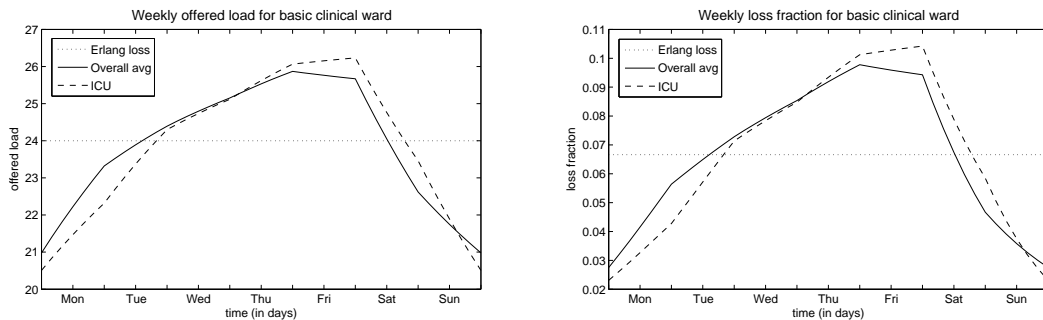 Weekly offered load for basic clinical ward
27
26
25
24
23
22
21
20
offered load
Erlang loss
Overall avg
ICU
Mon Tue Wed Thu Fri Sat Sun
time (in days)
Weekly loss fraction for basic clinical ward
0.11
0.1
0.09
0.08
0.07
0.06
0.05
0.04
0.03
0.02
loss fraction
Erlang loss
Overall avg
ICU
Mon Tue Wed Thu Fri Sat Sun
time (in days)